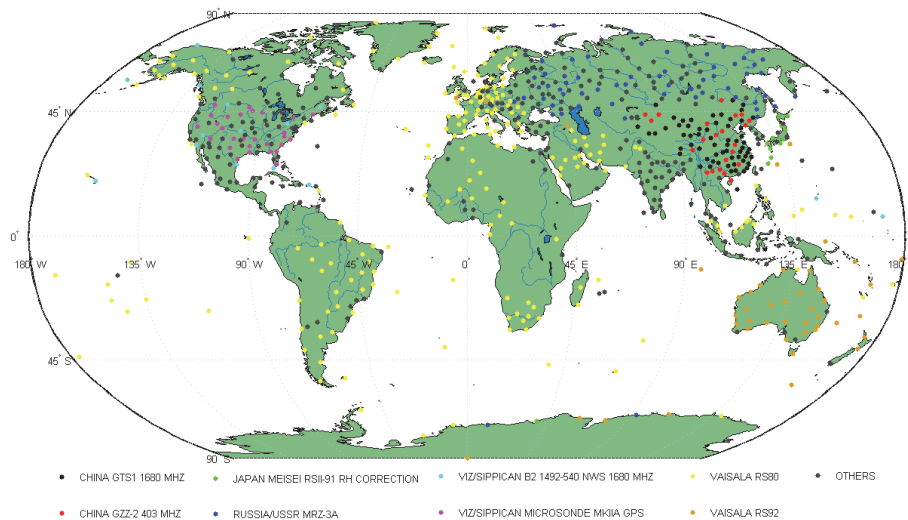 90° N
45° N
0°
180° W 135° W 90° W 45° W 0° 45° E 90° E 135° E 180°
45° S
90° S
CHINA GTS1 1680 MHZ
JAPAN MEISEI RSII-91 RH CORRECTION
VIZ/SIPPICAN B2 1492-540 NWS 1680 MHZ
VAISALA RS80
OTHERS
CHINA GZZ-2 403 MHZ
RUSSIA/USSR MRZ-3A
VIZ/SIPPICAN MICROSONDE MKIIA GPS
VAISALA RS92